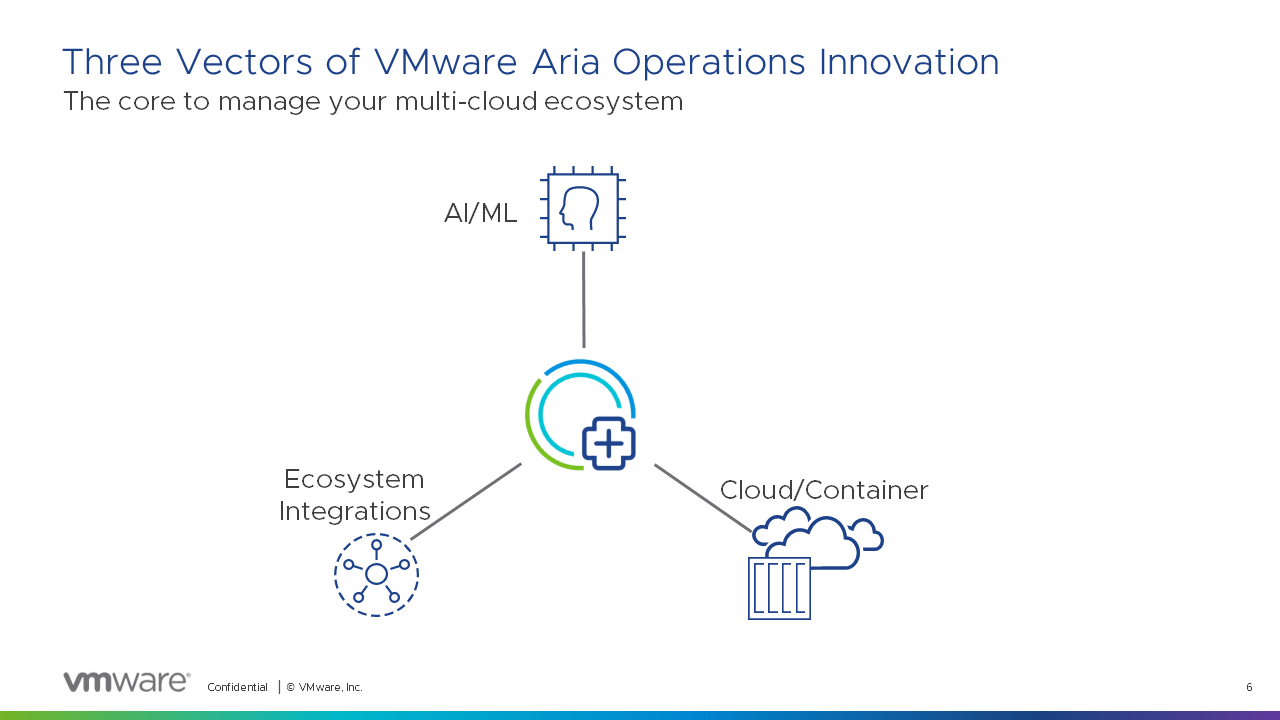 Three Vectors of VMware Aria Operations Innovation
The core to manage your multi-cloud ecosystem
AI/ML
Ecosystem
Integrations
Cloud/Container
vmware®
Confidential | © VMware, Inc.
6